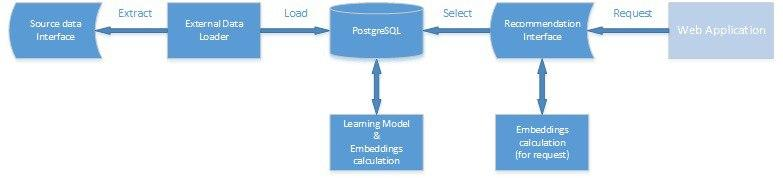 Source data
Interface
Extract
External Data
Loader
Load
PostgreSQL
Select
Recommendation
Interface
Request
Web Application
Learning Model
&
Embeddings
calculation
Embeddings
calculation
(for request)